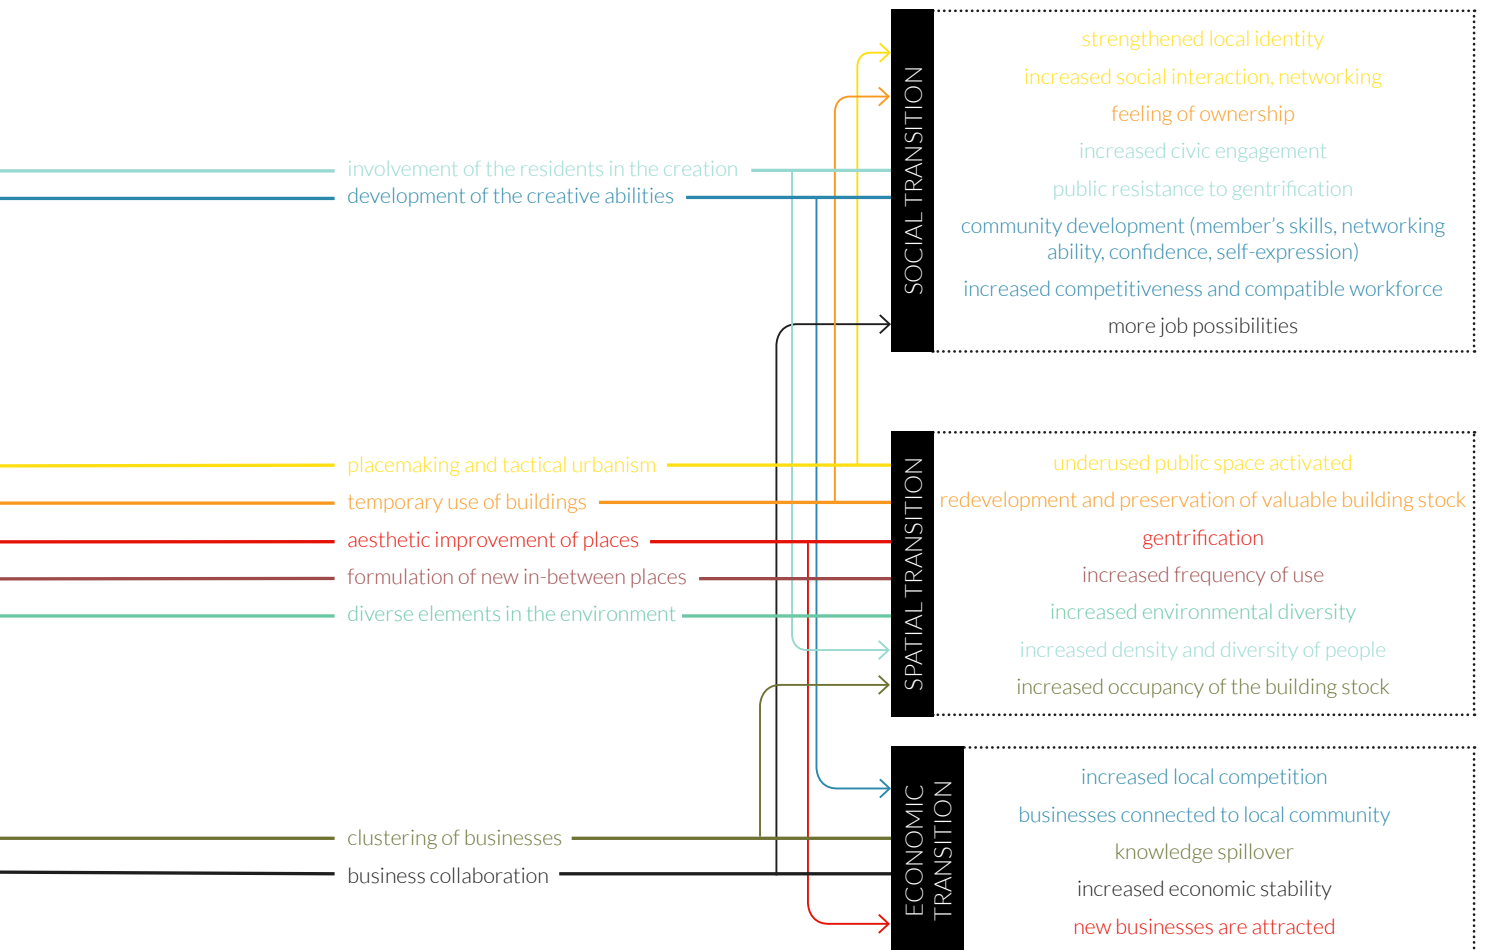 involvement of the residents in the creation
development of the creative abilities
placemaking and tactical urbanism
temporary use of buildings
aesthetic improvement of places
formulation of new in-between places
diverse elements in the environment
clustering of businesses
business collaboration
SOCIAL TRANSITION
strengthened local identity
increased social interaction, networking
feeling of ownership
increased civic engagement
public resistance to gentrification
community development (member’s skills, networking
ability, confidence, self-expression)
increased competitiveness and compatible workforce
more job possibilities
SPATIAL TRANSITION
underused public space activated
redevelopment and preservation of valuable building stock
gentrification
increased frequency of use
increased environmental diversity
increased density and diversity of people
increased occupancy of the building stock
ECONOMIC
TRANSITION
increased local competition
businesses connected to local community
knowledge spillover
increased economic stability
new businesses are attracted